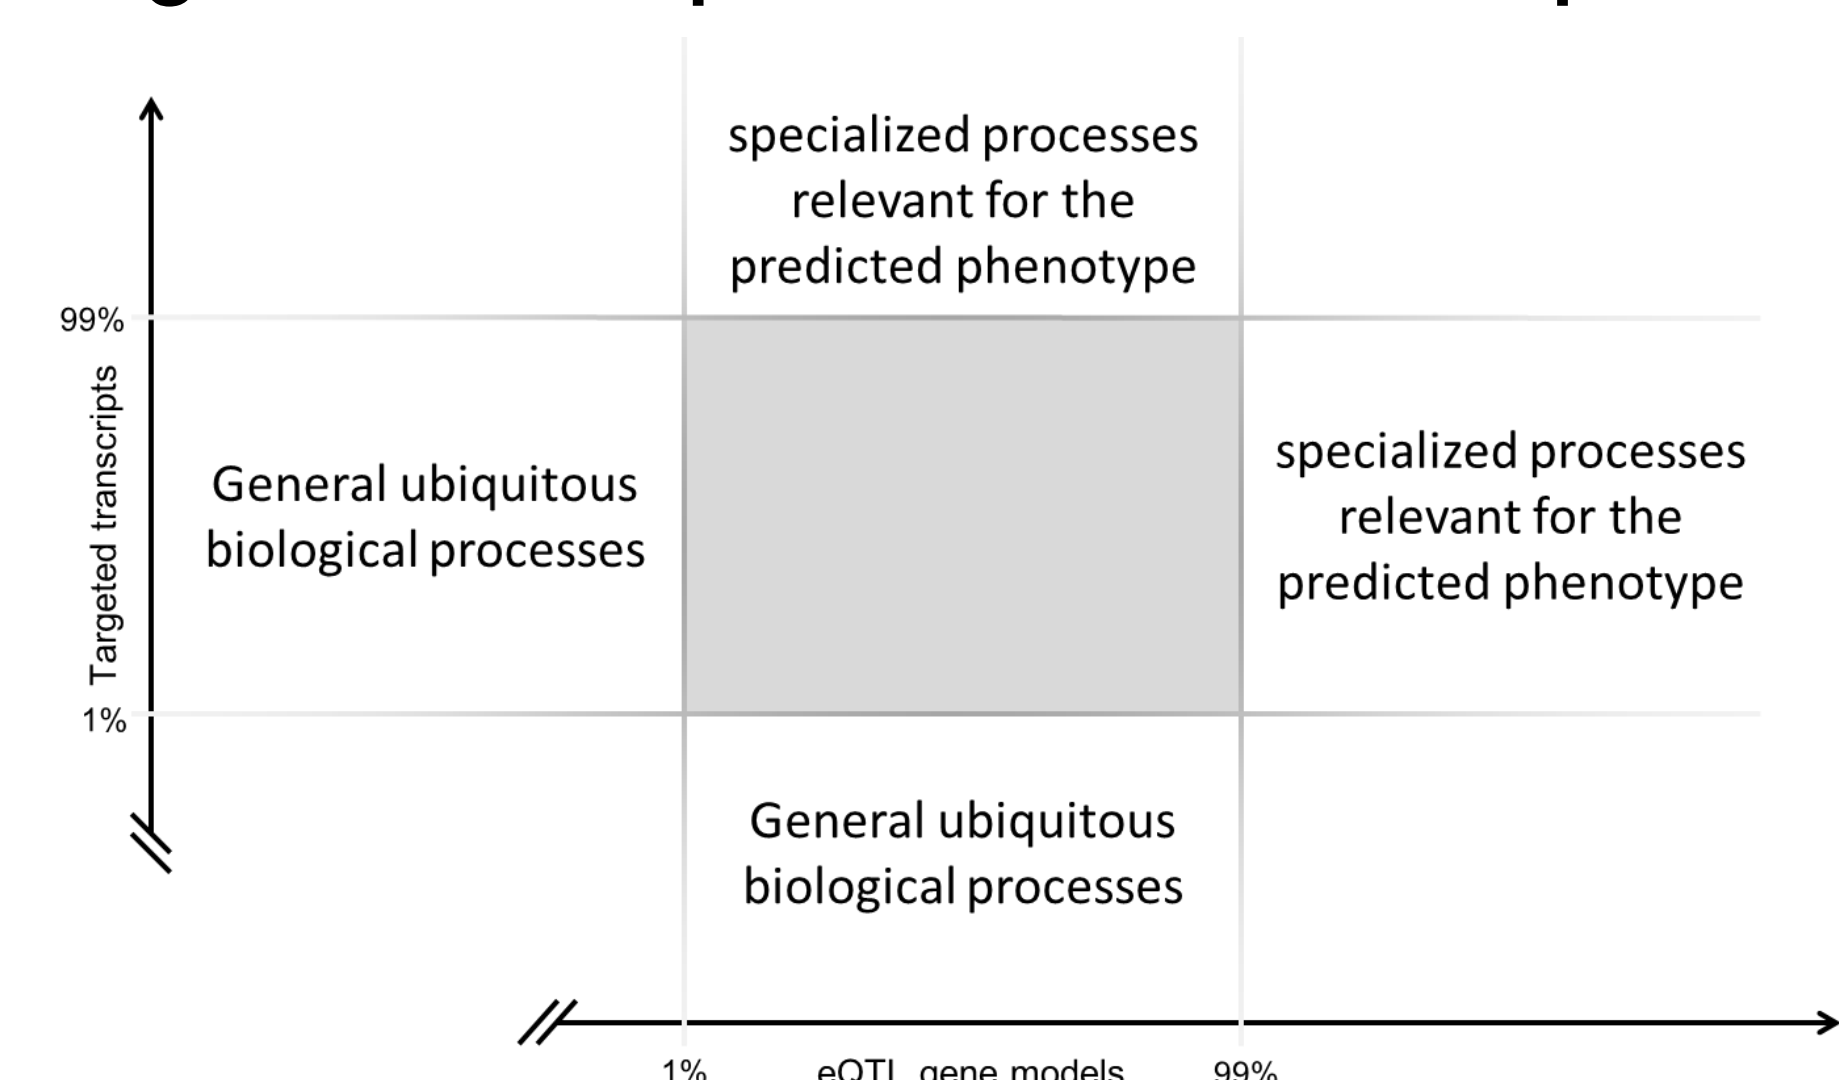 specialized processes
relevant for the
predicted phenotype
99%
Targeted transcripts
General ubiquitous
biological processes
specialized processes
relevant for the
predicted phenotype
1%
General ubiquitous
biological processes
1% eQTL gene models 99%